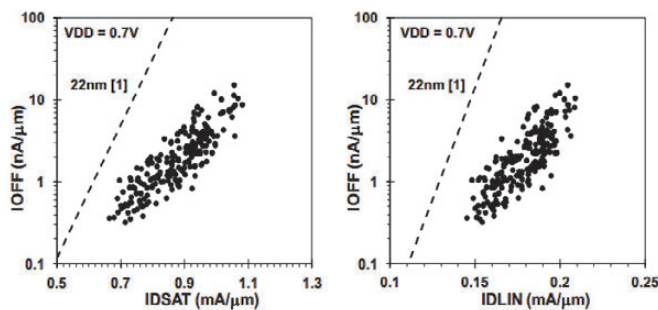 100
VDD = 0.7V
22nm [1]
10
1
0.1
IOFF (nA/μm)
0.5 0.7 0.9 1.1 1.3
IDSAT (mA/μm)
100
VDD = 0.7V
22nm [1]
10
1
0.1
IOFF (nA/μm)
0.1 0.15 0.2 0.25
IDLIN (mA/μm)